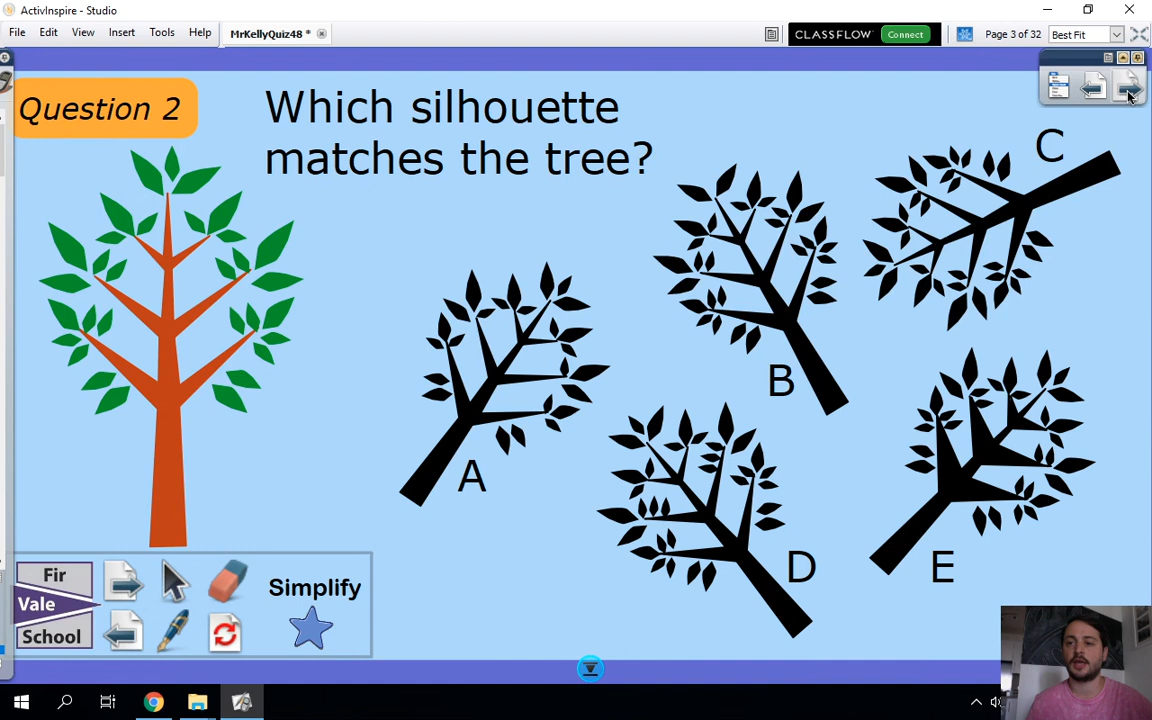 ActivInspire - Studio
File Edit View Insert Tools Help MrKellyQuiz48 *
CLASSFLOW Connect Page 3 of 32 Best Fit
Question 2
Which silhouette
matches the tree?
C
B
A
D
E
Fir
Vale
School
Simplify